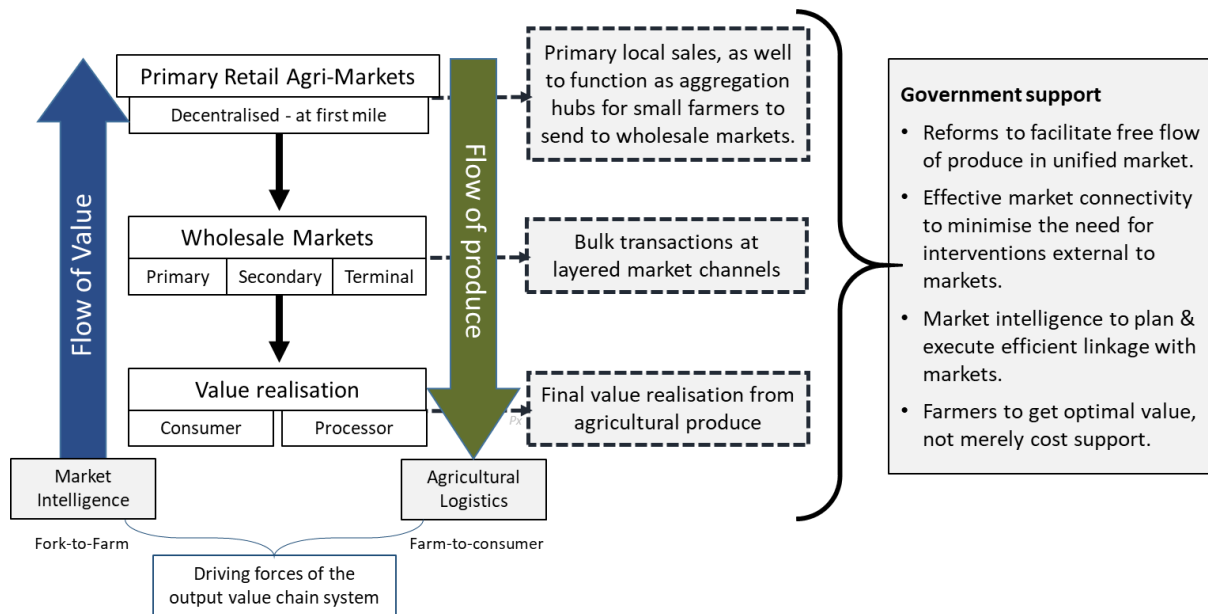 Primary Retail Agri-Markets
Decentralised - at first mile
Wholesale Markets
Primary
Secondary
Terminal
Value realisation
Consumer
Processor
Flow of Value
Flow of produce
Market
Intelligence
Agricultural
Logistics
Fork-to-Farm
Farm-to-consumer
Driving forces of the
output value chain system
Primary local sales, as well
to function as aggregation
hubs for small farmers to
send to wholesale markets.
Bulk transactions at
layered market channels
Final value realisation from
agricultural produce
Px
Government support
• Reforms to facilitate free flow
of produce in unified market.
• Effective market connectivity
to minimise the need for
interventions external to
markets.
• Market intelligence to plan &
execute efficient linkage with
markets.
• Farmers to get optimal value,
not merely cost support.